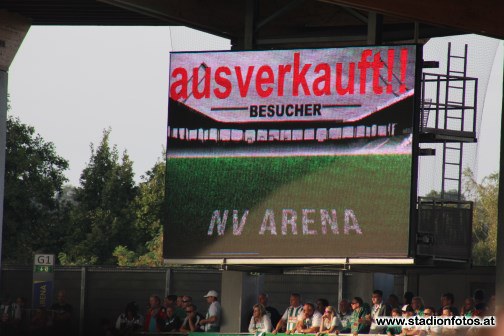 ausverkauft!!
BESUCHER
NV ARENA
G1
www.stadionfotos.at